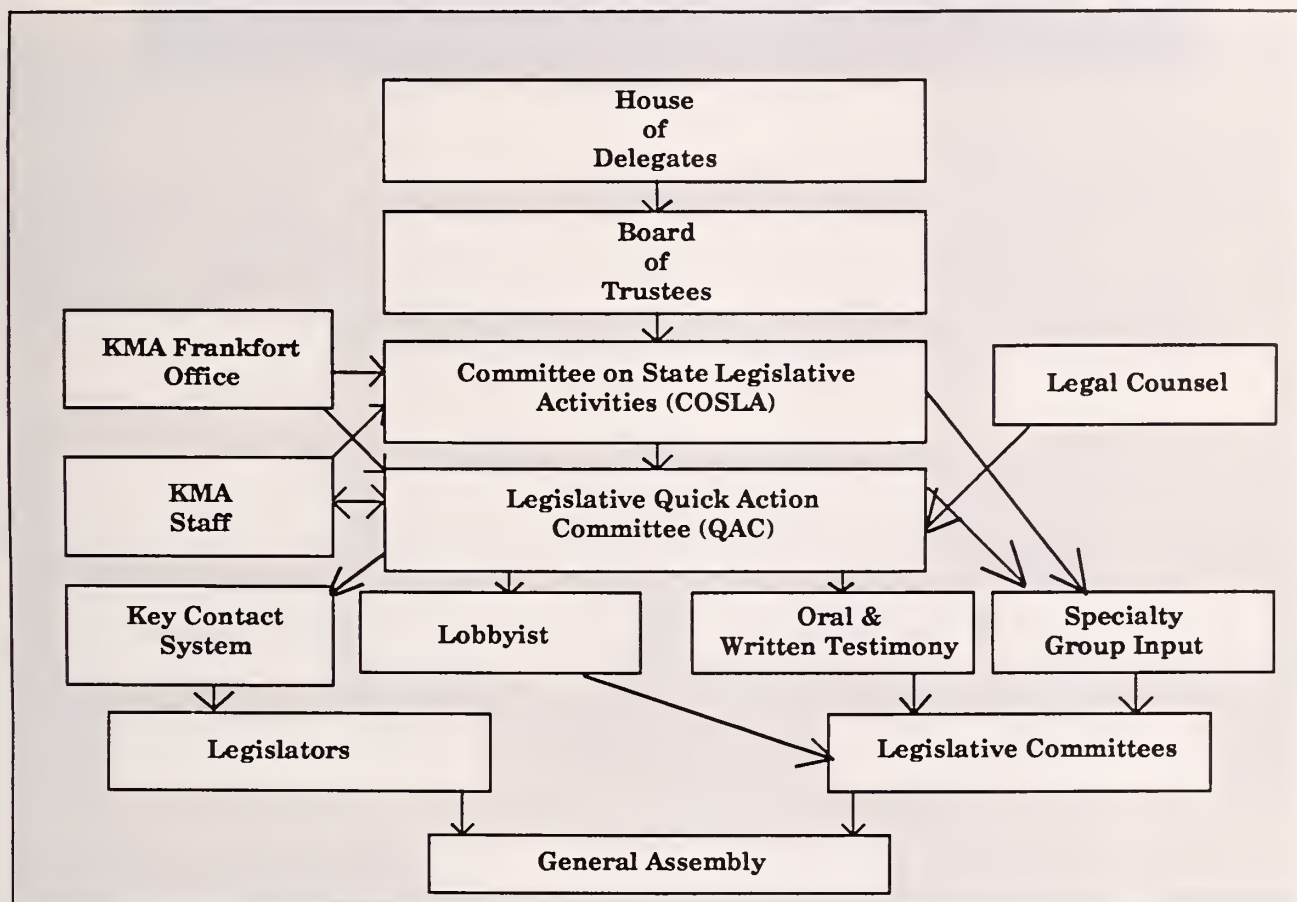 House
of
Delegates
Board
of
Trustees
KMA Frankfort
Office
Committee on State Legislative
Activities (COSLA)
Legal Counsel
KMA
Staff
Legislative Quick Action
Committee (QAC)
Key Contact
System
Lobbyist
Oral &
Written Testimony
Specialty
Group Input
Legislators
Legislative Committees
General Assembly